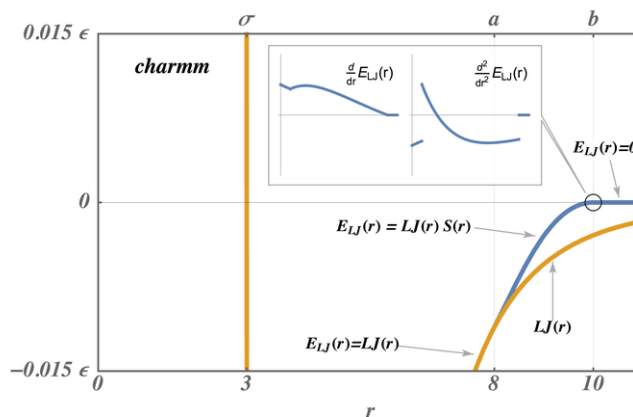 σ a b
0.015 ϵ
charmm
d/dr E_LJ(r)
d²/dr² E_LJ(r)
E_LJ(r)=0
0
E_LJ(r) = LJ(r) S(r)
LJ(r)
E_LJ(r)=LJ(r)
−0.015 ϵ
0 3 8 10
r